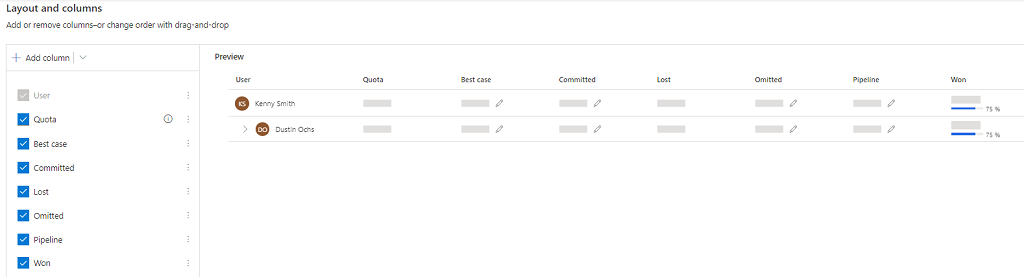 Layout and columns
Add or remove columns–or change order with drag-and-drop
Add column
User
Quota
Best case
Committed
Lost
Omitted
Pipeline
Won
Preview
User Quota Best case Committed Lost Omitted Pipeline Won
KS Kenny Smith
75 %
DO Dustin Ochs
75 %